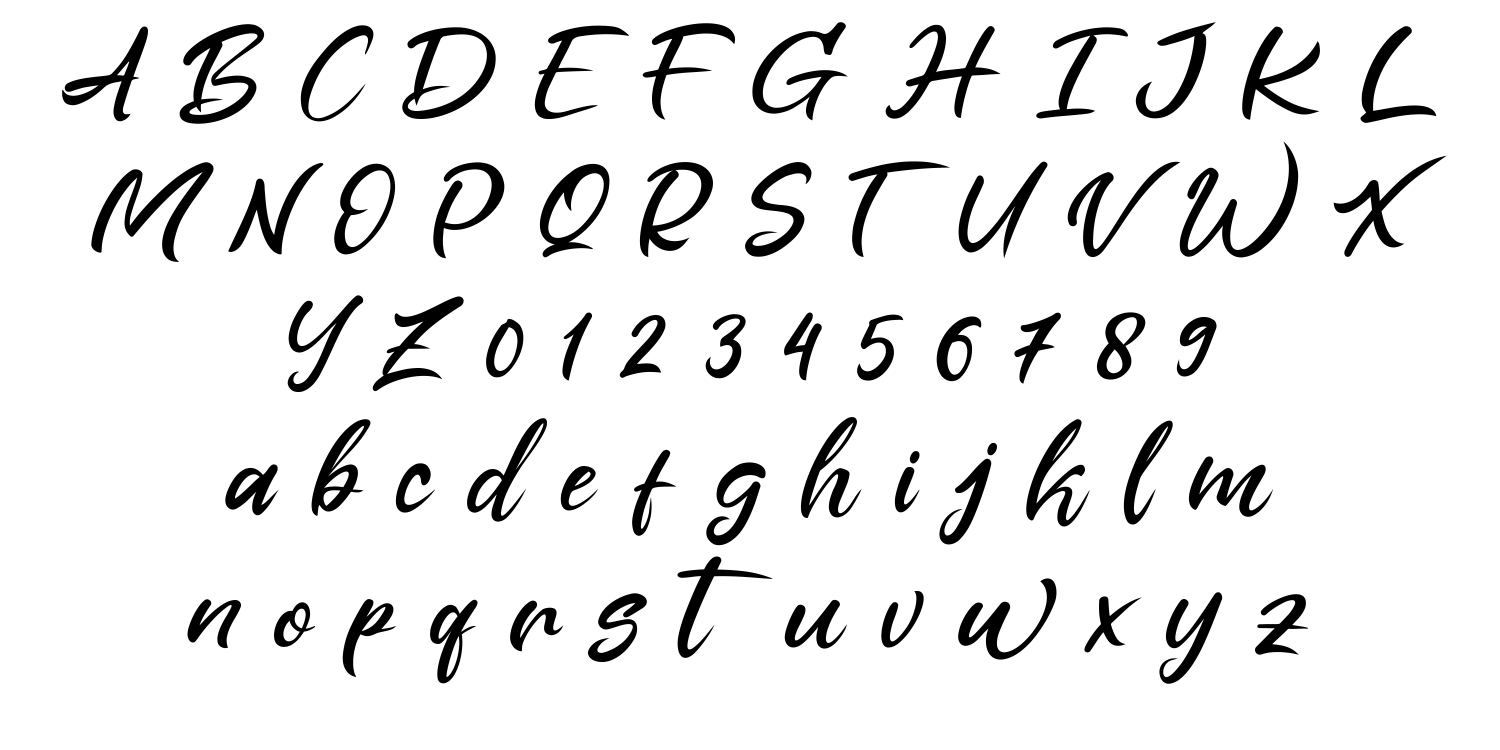 A B C D E F G H I J K L
M N O P Q R S T U V W X
Y Z 0 1 2 3 4 5 6 7 8 9
a b c d e f g h i j k l m
n o p q r s t u v w x y z